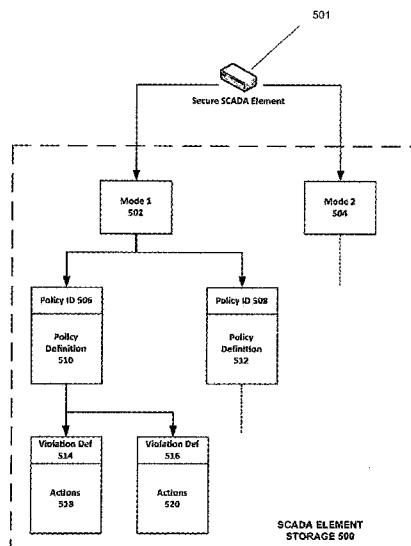 501
Secure SCADA Element
Mode 1
502
Mode 2
504
Policy ID 506
Policy
Definition
510
Policy ID 508
Policy
Definition
512
Violation Def
514
Actions
518
Violation Def
516
Actions
520
SCADA ELEMENT
STORAGE 500